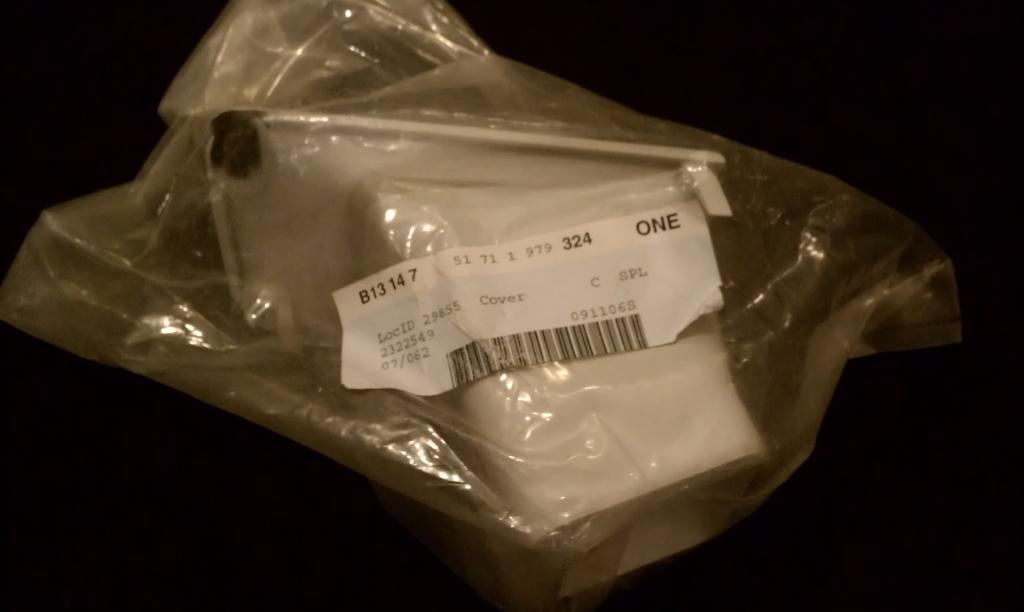 B13 14 7 51 71 1 979 324 ONE
LocID 29855 Cover C SPL
2322549 091106S
07/062